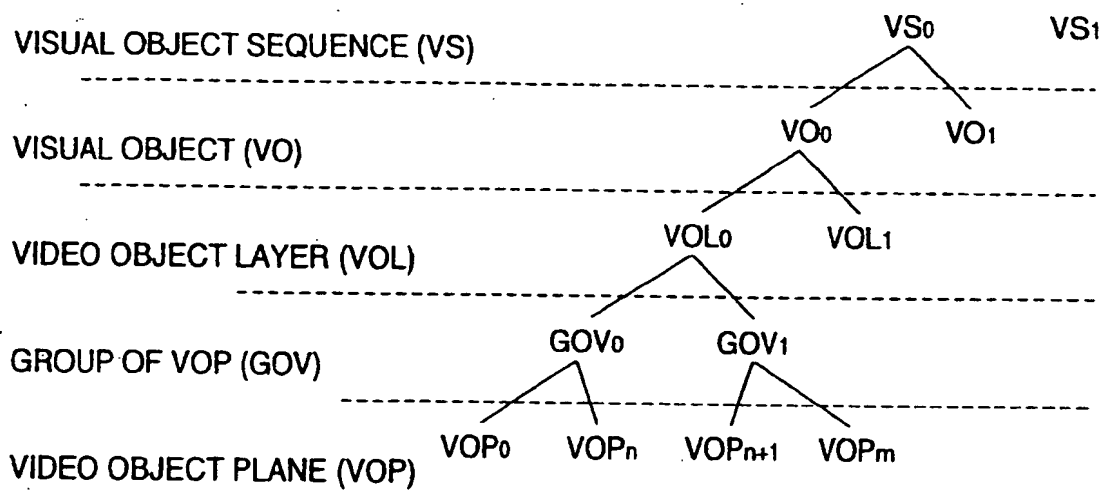 VISUAL OBJECT SEQUENCE (VS) VS0 VS1
VISUAL OBJECT (VO) VO0 VO1
VIDEO OBJECT LAYER (VOL) VOL0 VOL1
GROUP OF VOP (GOV) GOV0 GOV1
VIDEO OBJECT PLANE (VOP) VOP0 VOPn VOPn+1 VOPm